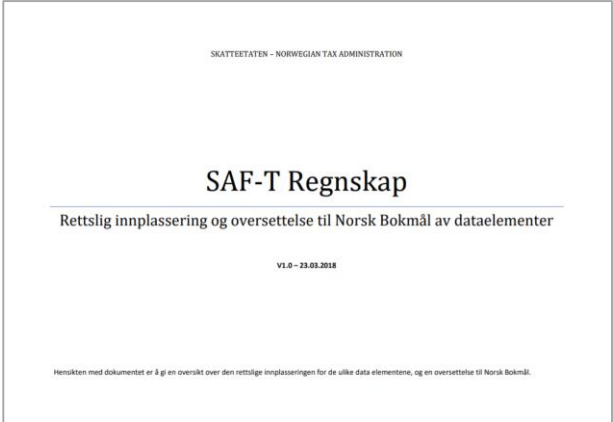 SKATTEETATEN – NORWEGIAN TAX ADMINISTRATION
SAF-T Regnskap
Rettslig innplassering og oversettelse til Norsk Bokmål av dataelementer
V1.0 – 23.03.2018
Hensikten med dokumentet er å gi en oversikt over den rettslige innplasseringen for de ulike data elementene, og en oversettelse til Norsk Bokmål.